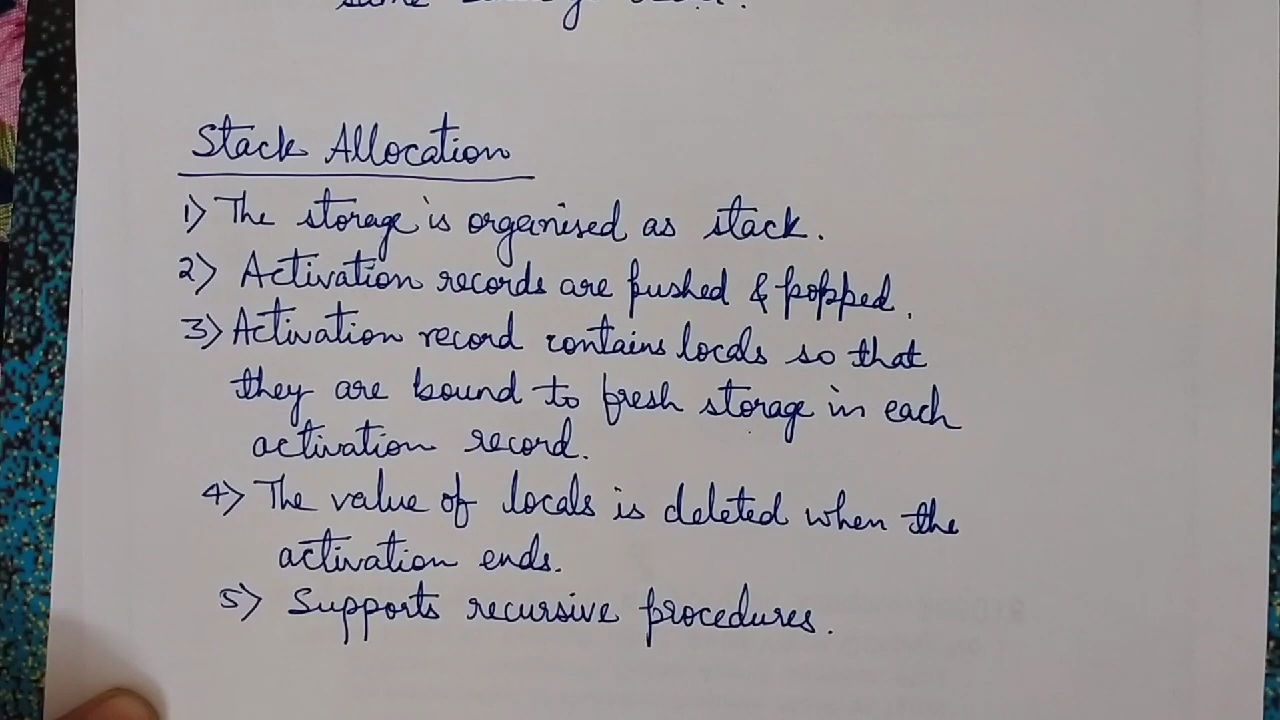 Stack Allocation
1) The storage is organised as stack.
2) Activation records are pushed & popped.
3) Activation record contains locals so that
they are bound to fresh storage in each
activation record.
4) The value of locals is deleted when the
activation ends.
5) Supports recursive procedures.